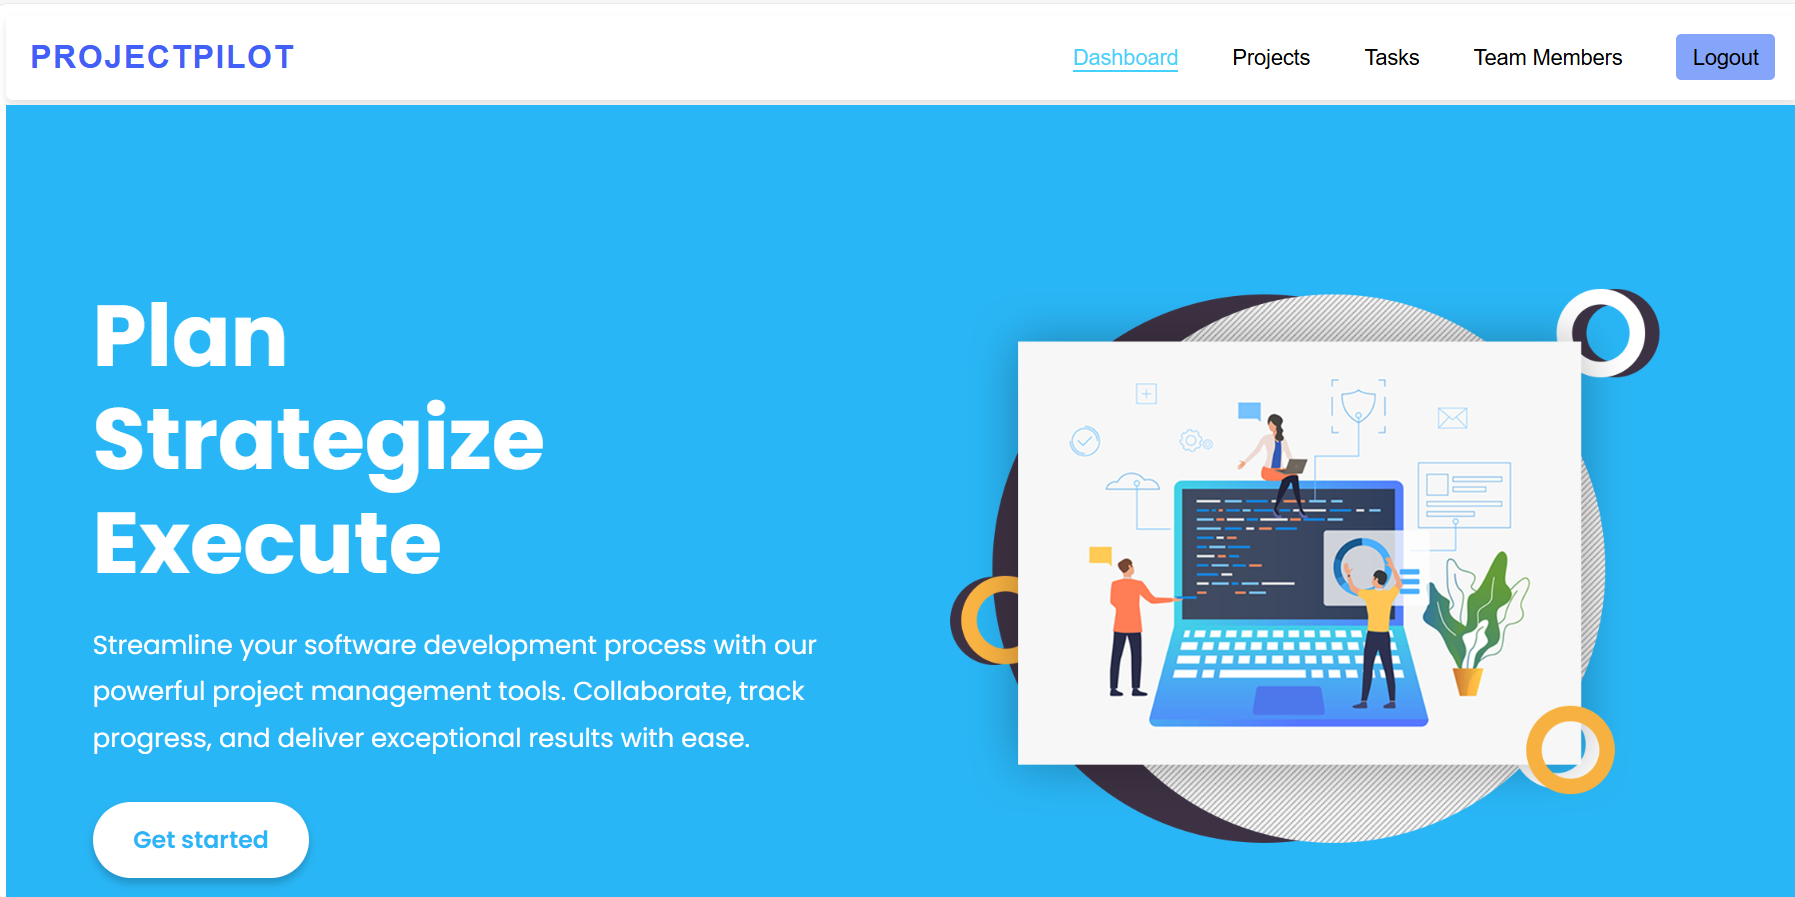 PROJECTPILOT
Dashboard Projects Tasks Team Members Logout
Plan
Strategize
Execute
Streamline your software development process with our
powerful project management tools. Collaborate, track
progress, and deliver exceptional results with ease.
Get started